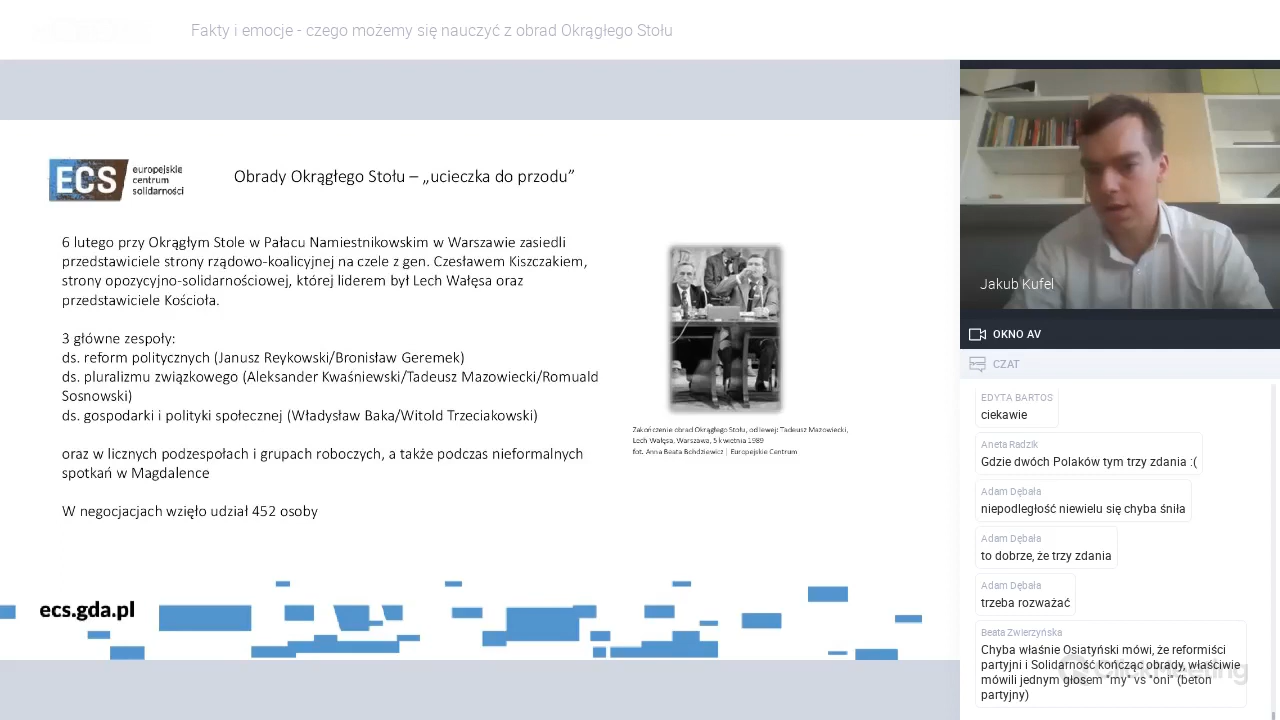 Fakty i emocje - czego możemy się nauczyć z obrad Okrągłego Stołu
ECS
europejskie
centrum
solidarności
Obrady Okrągłego Stołu – „ucieczka do przodu”
6 lutego przy Okrągłym Stole w Pałacu Namiestnikowskim w Warszawie zasiedli
przedstawiciele strony rządowo-koalicyjnej na czele z gen. Czesławem Kiszczakiem,
strony opozycyjno-solidarnościowej, której liderem był Lech Wałęsa oraz
przedstawiciele Kościoła.
3 główne zespoły:
ds. reform politycznych (Janusz Reykowski/Bronisław Geremek)
ds. pluralizmu związkowego (Aleksander Kwaśniewski/Tadeusz Mazowiecki/Romuald
Sosnowski)
ds. gospodarki i polityki społecznej (Władysław Baka/Witold Trzeciakowski)
oraz w licznych podzespołach i grupach roboczych, a także podczas nieformalnych
spotkań w Magdalence
W negocjacjach wzięło udział 452 osoby
Zakończenie obrad Okrągłego Stołu, od lewej: Tadeusz Mazowiecki,
Lech Wałęsa, Warszawa, 5 kwietnia 1989
fot. Anna Beata Bohdziewicz | Europejskie Centrum
ecs.gda.pl
Jakub Kufel
OKNO AV
CZAT
EDYTA BARTOS
ciekawie
Aneta Radzik
Gdzie dwóch Polaków tym trzy zdania :(
Adam Dębała
niepodległość niewielu się chyba śniła
Adam Dębała
to dobrze, że trzy zdania
Adam Dębała
trzeba rozważać
Beata Zwierzyńska
Chyba właśnie Osiatyński mówi, że reformiści
partyjni i Solidarność kończąc obrady, właściwie
mówili jednym głosem "my" vs "oni" (beton
partyjny)
ClickMeeting